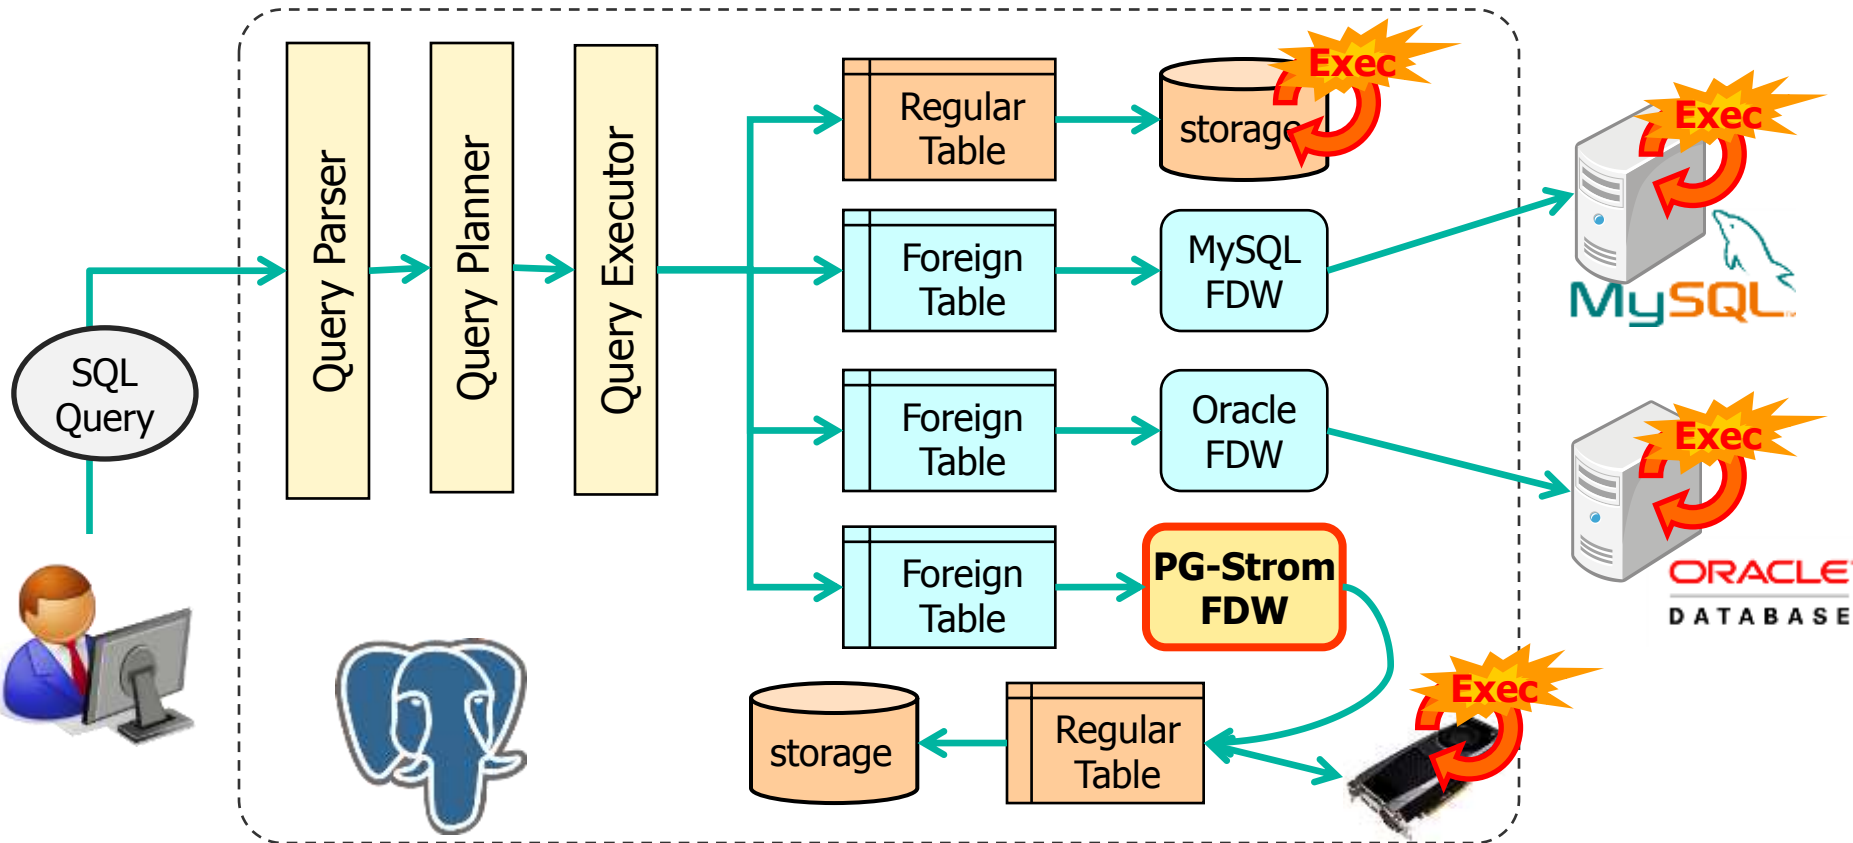 SQL
Query
Query Parser
Query Planner
Query Executor
Regular
Table
storage
Exec
Foreign
Table
MySQL
FDW
Exec
MySQL
Foreign
Table
Oracle
FDW
Exec
ORACLE
DATABASE
Foreign
Table
PG-Strom
FDW
storage
Regular
Table
Exec